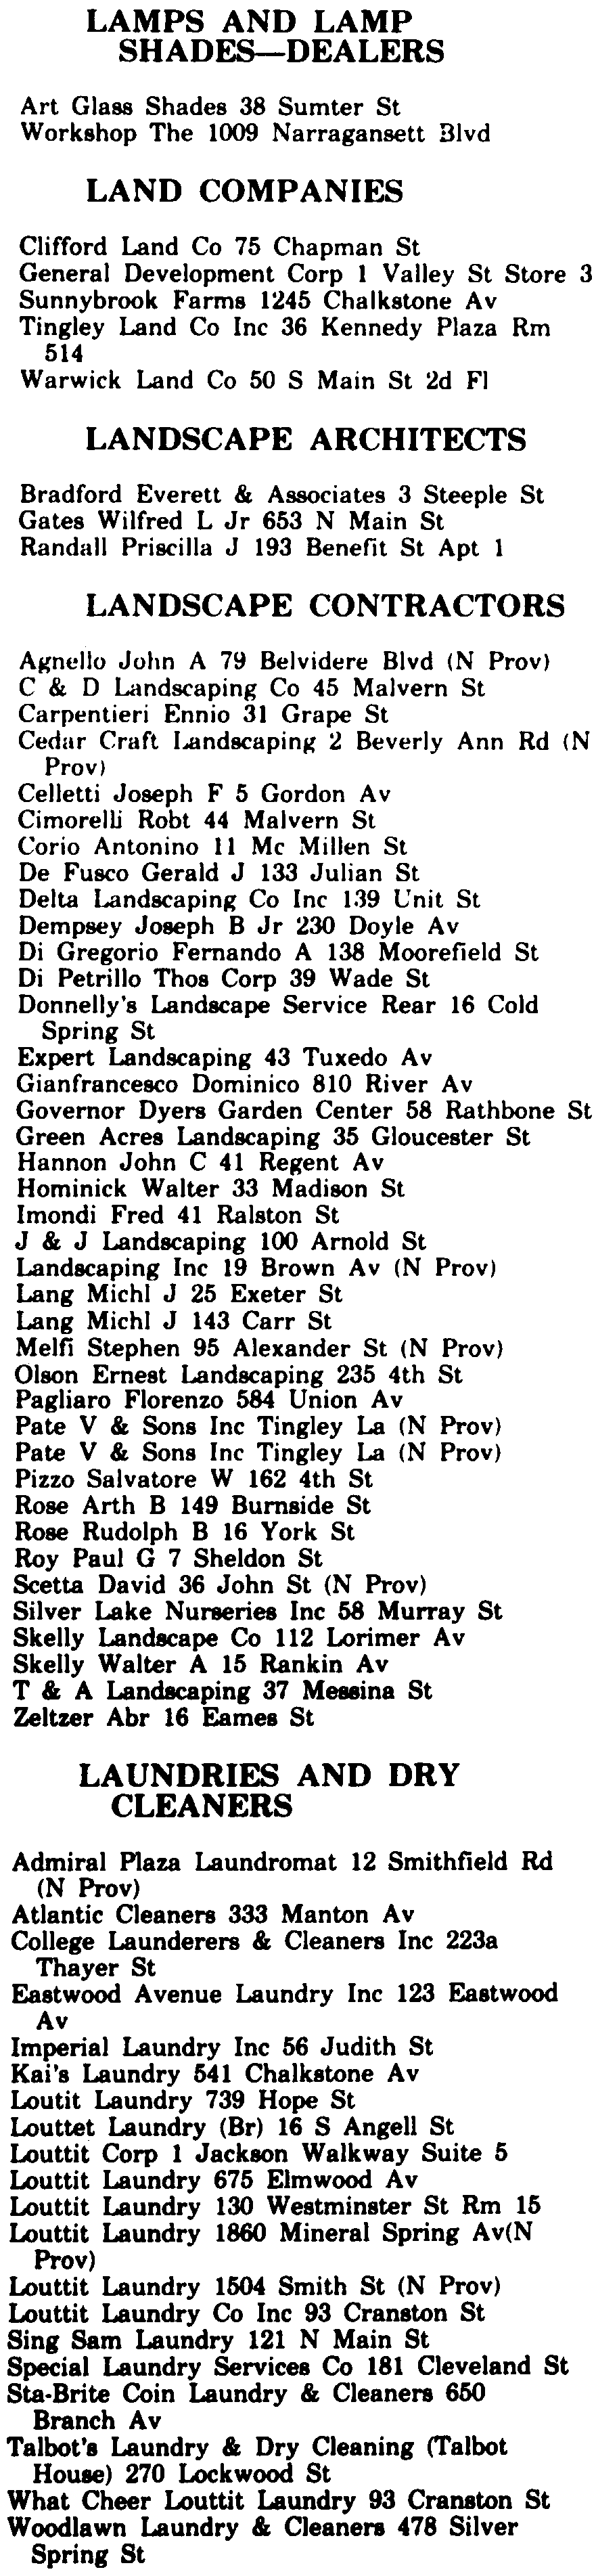 LAMPS AND LAMP
SHADES—DEALERS
Art Glass Shades 38 Sumter St
Workshop The 1009 Narragansett Blvd
LAND COMPANIES
Clifford Land Co 75 Chapman St
General Development Corp 1 Valley St Store 3
Sunnybrook Farms 1245 Chalkstone Av
Tingley Land Co Inc 36 Kennedy Plaza Rm
514
Warwick Land Co 50 S Main St 2d Fl
LANDSCAPE ARCHITECTS
Bradford Everett & Associates 3 Steeple St
Gates Wilfred L Jr 653 N Main St
Randall Priscilla J 193 Benefit St Apt 1
LANDSCAPE CONTRACTORS
Agnello John A 79 Belvidere Blvd (N Prov)
C & D Landscaping Co 45 Malvern St
Carpentieri Ennio 31 Grape St
Cedar Craft Landscaping 2 Beverly Ann Rd (N
Prov)
Celletti Joseph F 5 Gordon Av
Cimorelli Robt 44 Malvern St
Corio Antonino 11 Mc Millen St
De Fusco Gerald J 133 Julian St
Delta Landscaping Co Inc 139 Unit St
Dempsey Joseph B Jr 230 Doyle Av
Di Gregorio Fernando A 138 Moorefield St
Di Petrillo Thos Corp 39 Wade St
Donnelly's Landscape Service Rear 16 Cold
Spring St
Expert Landscaping 43 Tuxedo Av
Gianfrancesco Dominico 810 River Av
Governor Dyers Garden Center 58 Rathbone St
Green Acres Landscaping 35 Gloucester St
Hannon John C 41 Regent Av
Hominick Walter 33 Madison St
Imondi Fred 41 Ralston St
J & J Landscaping 100 Arnold St
Landscaping Inc 19 Brown Av (N Prov)
Lang Michl J 25 Exeter St
Lang Michl J 143 Carr St
Melfi Stephen 95 Alexander St (N Prov)
Olson Ernest Landscaping 235 4th St
Pagliaro Florenzo 584 Union Av
Pate V & Sons Inc Tingley La (N Prov)
Pate V & Sons Inc Tingley La (N Prov)
Pizzo Salvatore W 162 4th St
Rose Arth B 149 Burnside St
Rose Rudolph B 16 York St
Roy Paul G 7 Sheldon St
Scetta David 36 John St (N Prov)
Silver Lake Nurseries Inc 58 Murray St
Skelly Landscape Co 112 Lorimer Av
Skelly Walter A 15 Rankin Av
T & A Landscaping 37 Messina St
Zeltzer Abr 16 Eames St
LAUNDRIES AND DRY
CLEANERS
Admiral Plaza Laundromat 12 Smithfield Rd
(N Prov)
Atlantic Cleaners 333 Manton Av
College Launderers & Cleaners Inc 223a
Thayer St
Eastwood Avenue Laundry Inc 123 Eastwood
Av
Imperial Laundry Inc 56 Judith St
Kai's Laundry 541 Chalkstone Av
Loutit Laundry 739 Hope St
Louttet Laundry (Br) 16 S Angell St
Louttit Corp 1 Jackson Walkway Suite 5
Louttit Laundry 675 Elmwood Av
Louttit Laundry 130 Westminster St Rm 15
Louttit Laundry 1860 Mineral Spring Av(N
Prov)
Louttit Laundry 1504 Smith St (N Prov)
Louttit Laundry Co Inc 93 Cranston St
Sing Sam Laundry 121 N Main St
Special Laundry Services Co 181 Cleveland St
Sta-Brite Coin Laundry & Cleaners 650
Branch Av
Talbot's Laundry & Dry Cleaning (Talbot
House) 270 Lockwood St
What Cheer Louttit Laundry 93 Cranston St
Woodlawn Laundry & Cleaners 478 Silver
Spring St